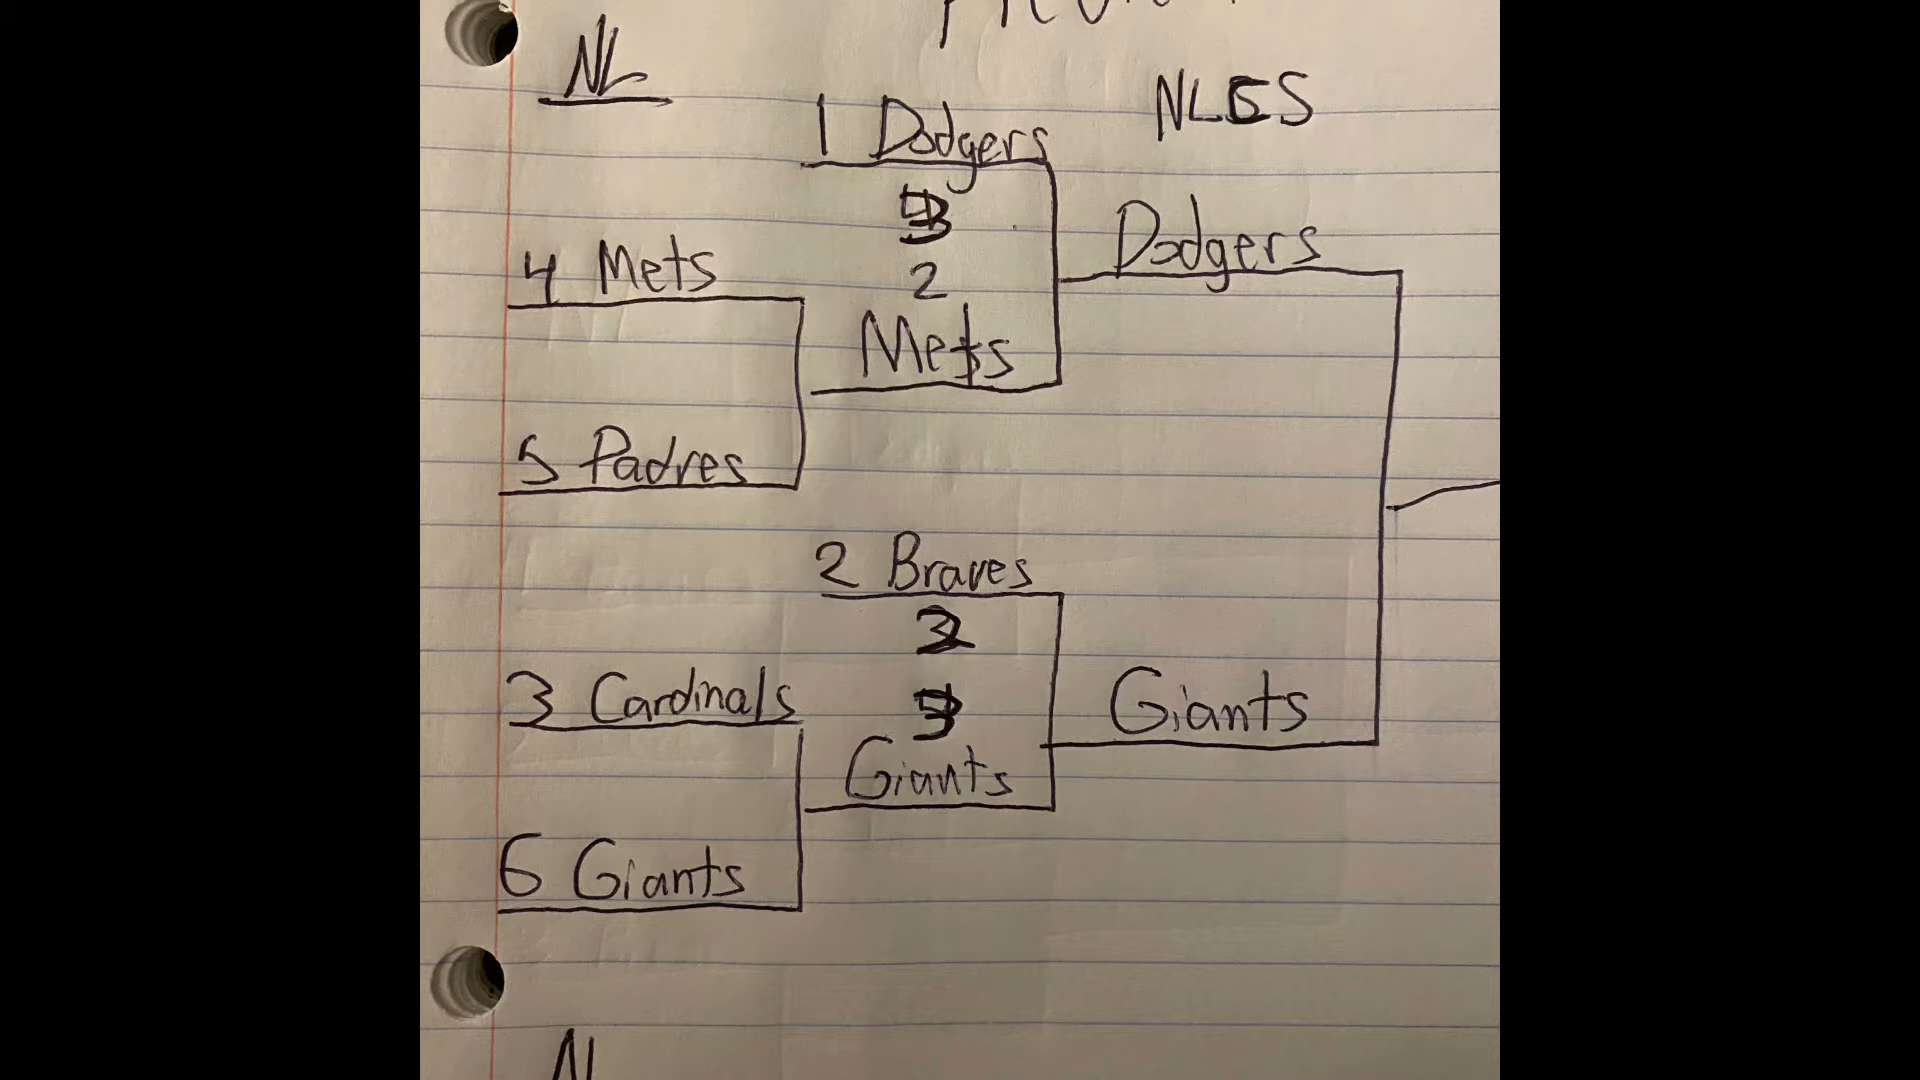 NL
1 Dodgers
NLCS
3
2
Dodgers
4 Mets
Mets
5 Padres
2 Braves
2
3
3 Cardinals
Giants
Giants
6 Giants